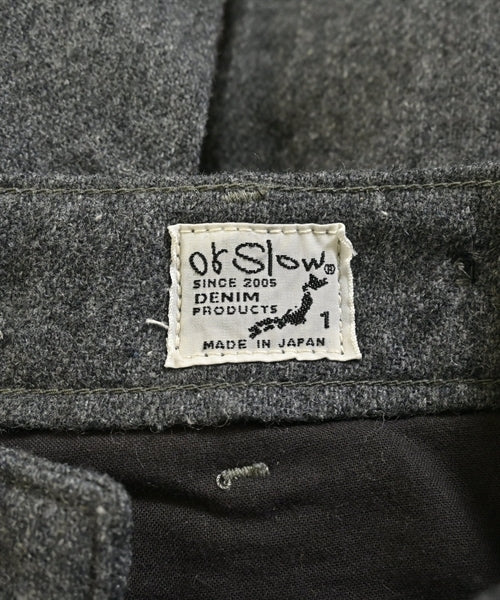 orSlow®
SINCE 2005
DENIM
PRODUCTS
1
MADE IN JAPAN